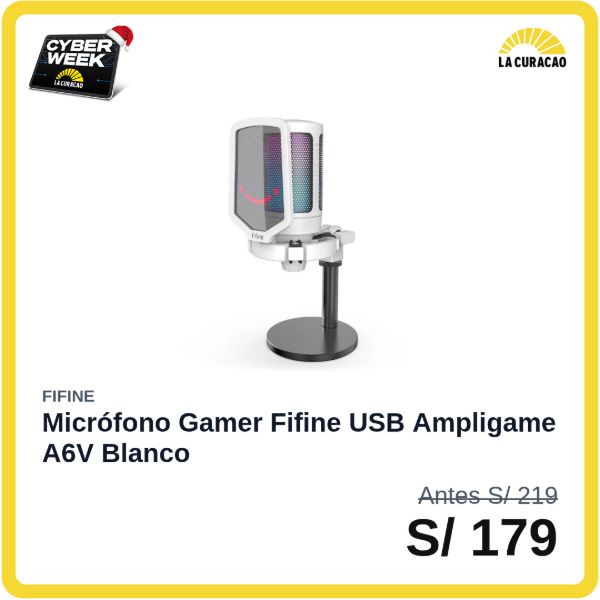 CYBER
WEEK
LA CURACAO
LA CURACAO
fifine
FIFINE
Micrófono Gamer Fifine USB Ampligame
A6V Blanco
Antes S/ 219
S/ 179